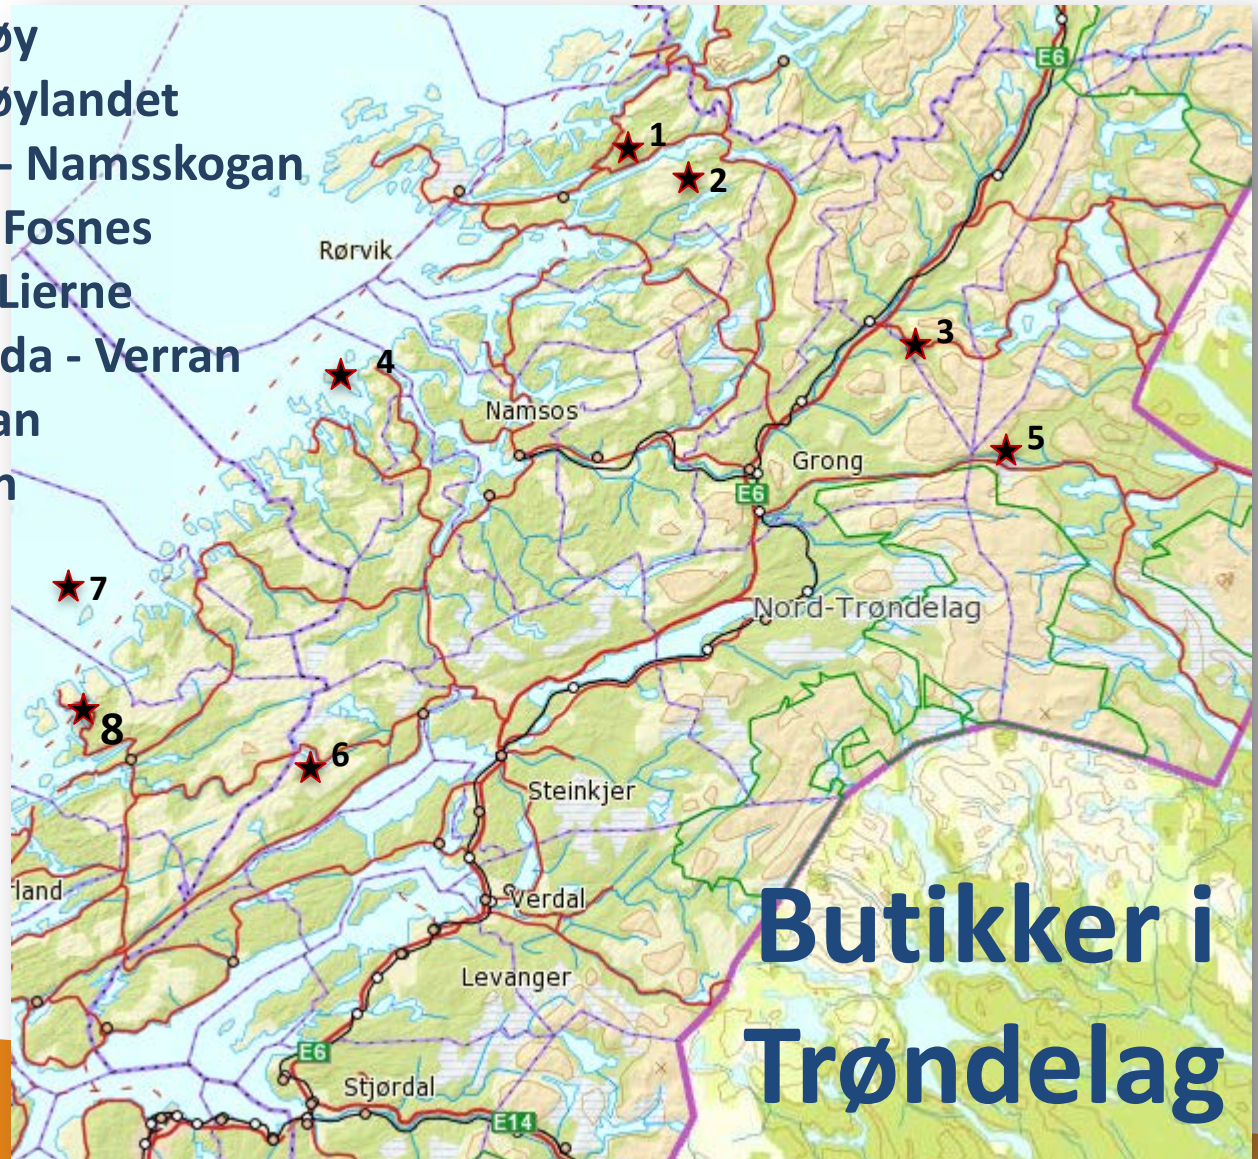 øy
øylandet
- Namsskogan
Fosnes
Lierne
da - Verran
an
n
E6
1
2
Rørvik
3
4
Namsos
5
Grong
E6
7
Nord-Trøndelag
8
6
Steinkjer
rland
Verdal
Levanger
E6
Stjørdal
E14
Butikker i
Trøndelag